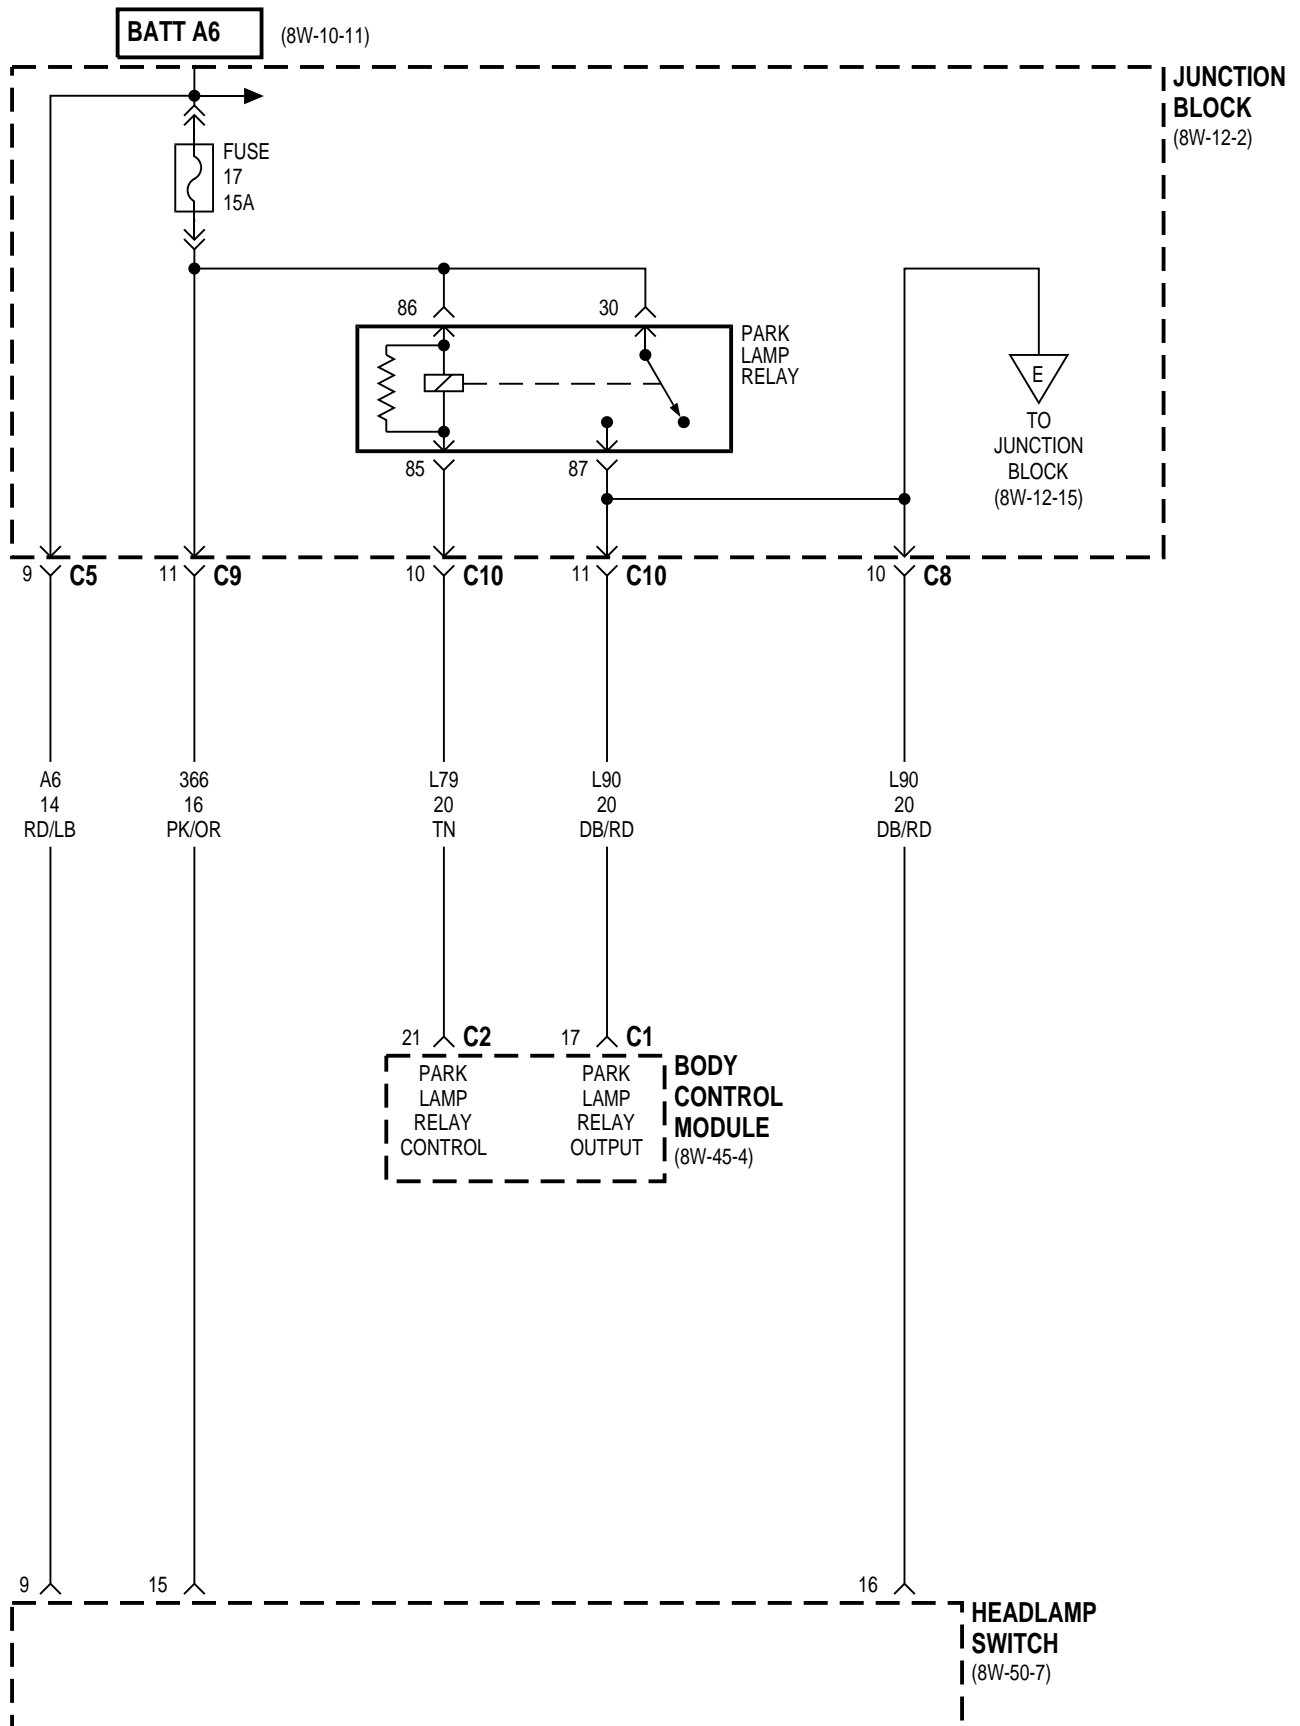 BATT A6
(8W-10-11)
JUNCTION
BLOCK
(8W-12-2)
FUSE
17
15A
86
30
PARK
LAMP
RELAY
E
TO
JUNCTION
BLOCK
(8W-12-15)
85
87
9
C5
11
C9
10
C10
11
C10
10
C8
A6
14
RD/LB
366
16
PK/OR
L79
20
TN
L90
20
DB/RD
L90
20
DB/RD
21
C2
17
C1
PARK
LAMP
RELAY
CONTROL
PARK
LAMP
RELAY
OUTPUT
BODY
CONTROL
MODULE
(8W-45-4)
9
15
16
HEADLAMP
SWITCH
(8W-50-7)